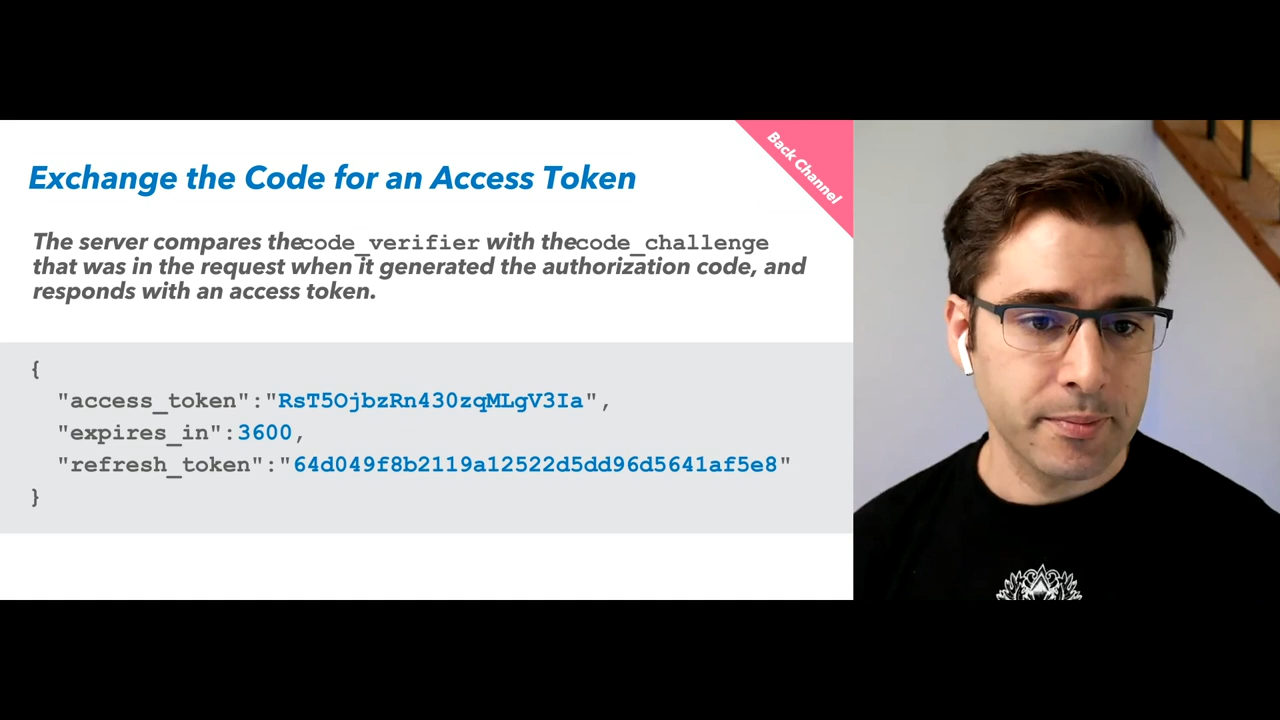 Back Channel
Exchange the Code for an Access Token
The server compares the code_verifier with the code_challenge
that was in the request when it generated the authorization code, and
responds with an access token.
{
"access_token":"RsT5OjbzRn430zqMLgV3Ia",
"expires_in":3600,
"refresh_token":"64d049f8b2119a12522d5dd96d5641af5e8"
}